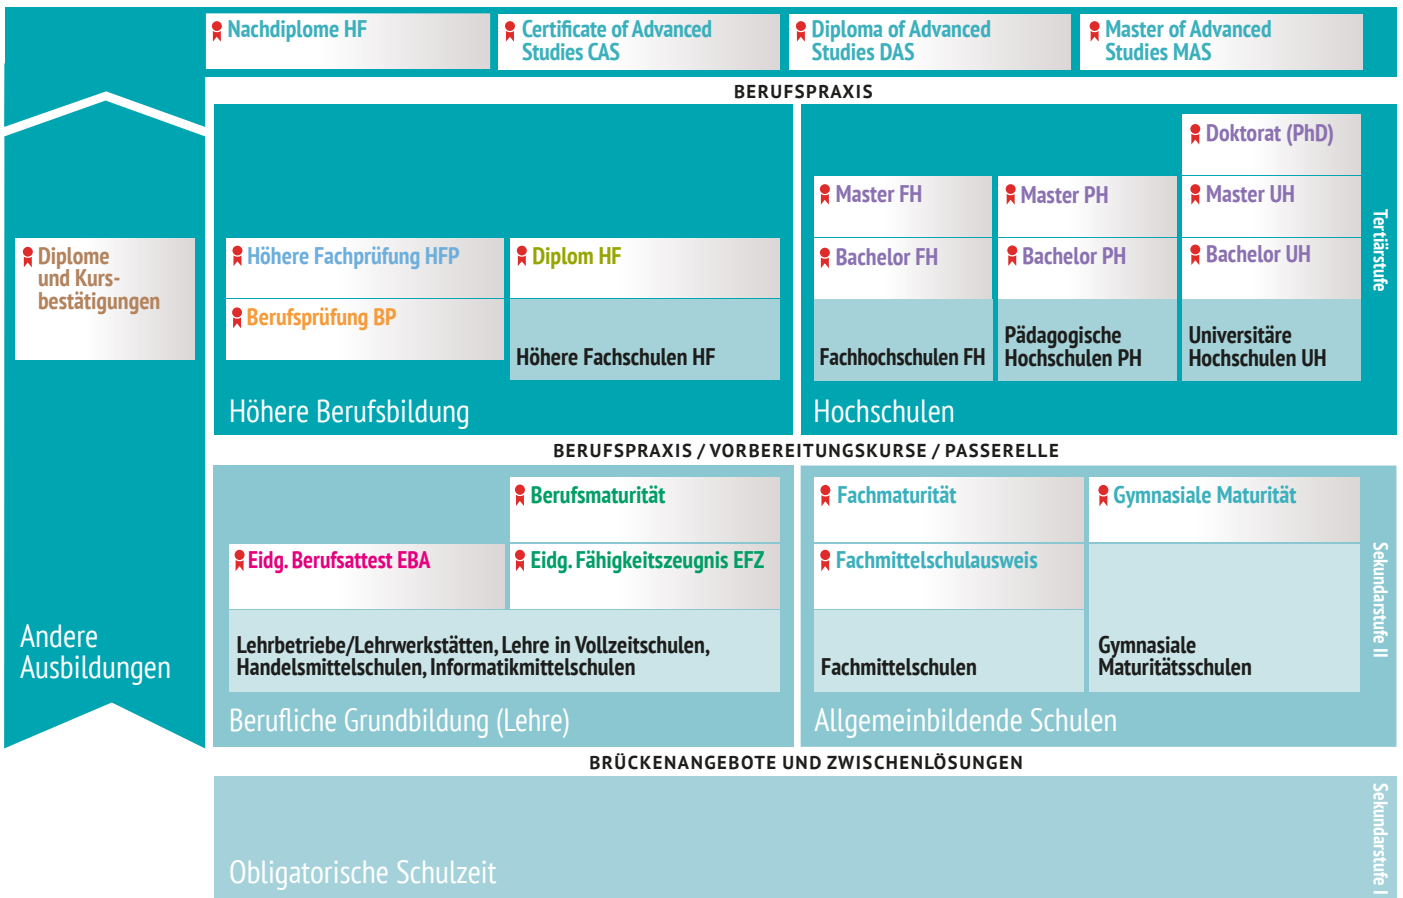 Nachdiplome HF
Certificate of Advanced
Studies CAS
Diploma of Advanced
Studies DAS
Master of Advanced
Studies MAS
BERUFSPRAXIS
Doktorat (PhD)
Master FH
Master PH
Master UH
Diplome
und Kurs-
bestätigungen
Höhere Fachprüfung HFP
Diplom HF
Bachelor FH
Bachelor PH
Bachelor UH
Tertiärstufe
Berufsprüfung BP
Höhere Fachschulen HF
Fachhochschulen FH
Pädagogische
Hochschulen PH
Universitäre
Hochschulen UH
Höhere Berufsbildung
Hochschulen
BERUFSPRAXIS / VORBEREITUNGSKURSE / PASSERELLE
Berufsmaturität
Fachmaturität
Gymnasiale Maturität
Eidg. Berufsattest EBA
Eidg. Fähigkeitszeugnis EFZ
Fachmittelschulausweis
Sekundarstufe II
Andere
Ausbildungen
Lehrbetriebe/Lehrwerkstätten, Lehre in Vollzeitschulen,
Handelsmittelschulen, Informatikmittelschulen
Fachmittelschulen
Gymnasiale
Maturitätsschulen
Berufliche Grundbildung (Lehre)
Allgemeinbildende Schulen
BRÜCKENANGEBOTE UND ZWISCHENLÖSUNGEN
Sekundarstufe I
Obligatorische Schulzeit